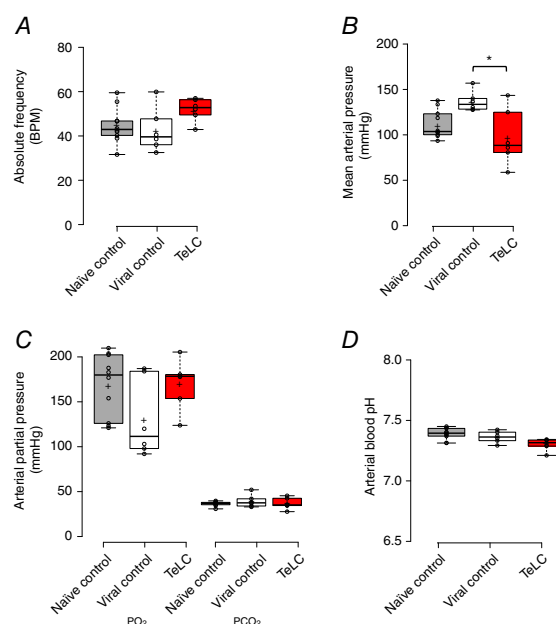 A
Absolute frequency
(BPM)
80
60
40
20
0
Naïve control
Viral control
TeLC
B
Mean arterial pressure
(mmHg)
200
150
100
50
0
*
Naïve control
Viral control
TeLC
C
Arterial partial pressure
(mmHg)
200
150
100
50
0
Naïve control
Viral control
TeLC
Naïve control
Viral control
TeLC
PO₂
PCO₂
D
Arterial blood pH
8.0
7.5
7.0
6.5
Naïve control
Viral control
TeLC